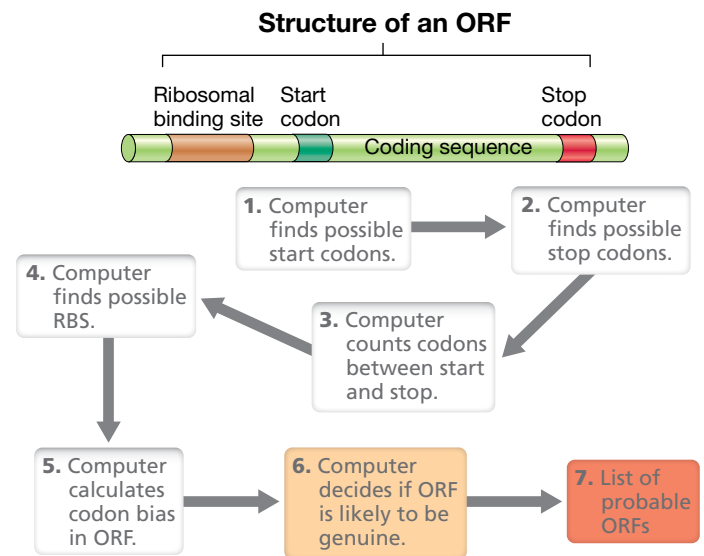 Structure of an ORF
Ribosomal
binding site
Start
codon
Stop
codon
Coding sequence
1. Computer
finds possible
start codons.
2. Computer
finds possible
stop codons.
3. Computer
counts codons
between start
and stop.
4. Computer
finds possible
RBS.
5. Computer
calculates
codon bias
in ORF.
6. Computer
decides if ORF
is likely to be
genuine.
7. List of
probable
ORFs